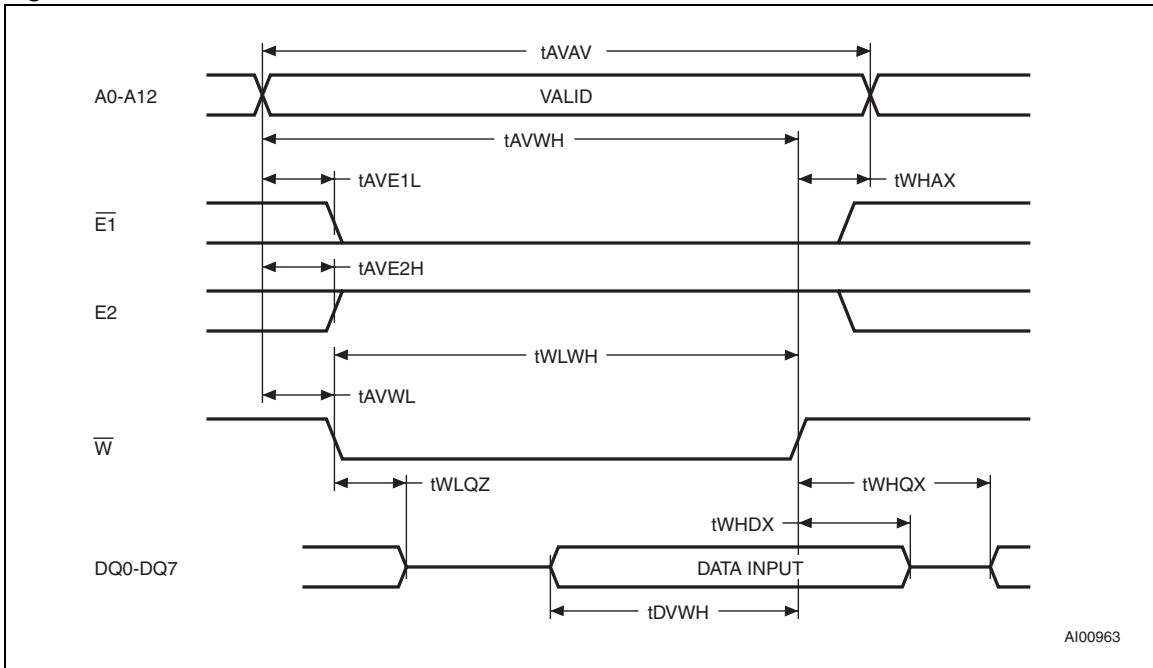 tAVAV
A0-A12
VALID
tAVWH
tAVE1L
tWHAX
E1
tAVE2H
E2
tWLWH
tAVWL
W
tWLQZ
tWHQX
tWHDX
DQ0-DQ7
DATA INPUT
tDVWH
AI00963